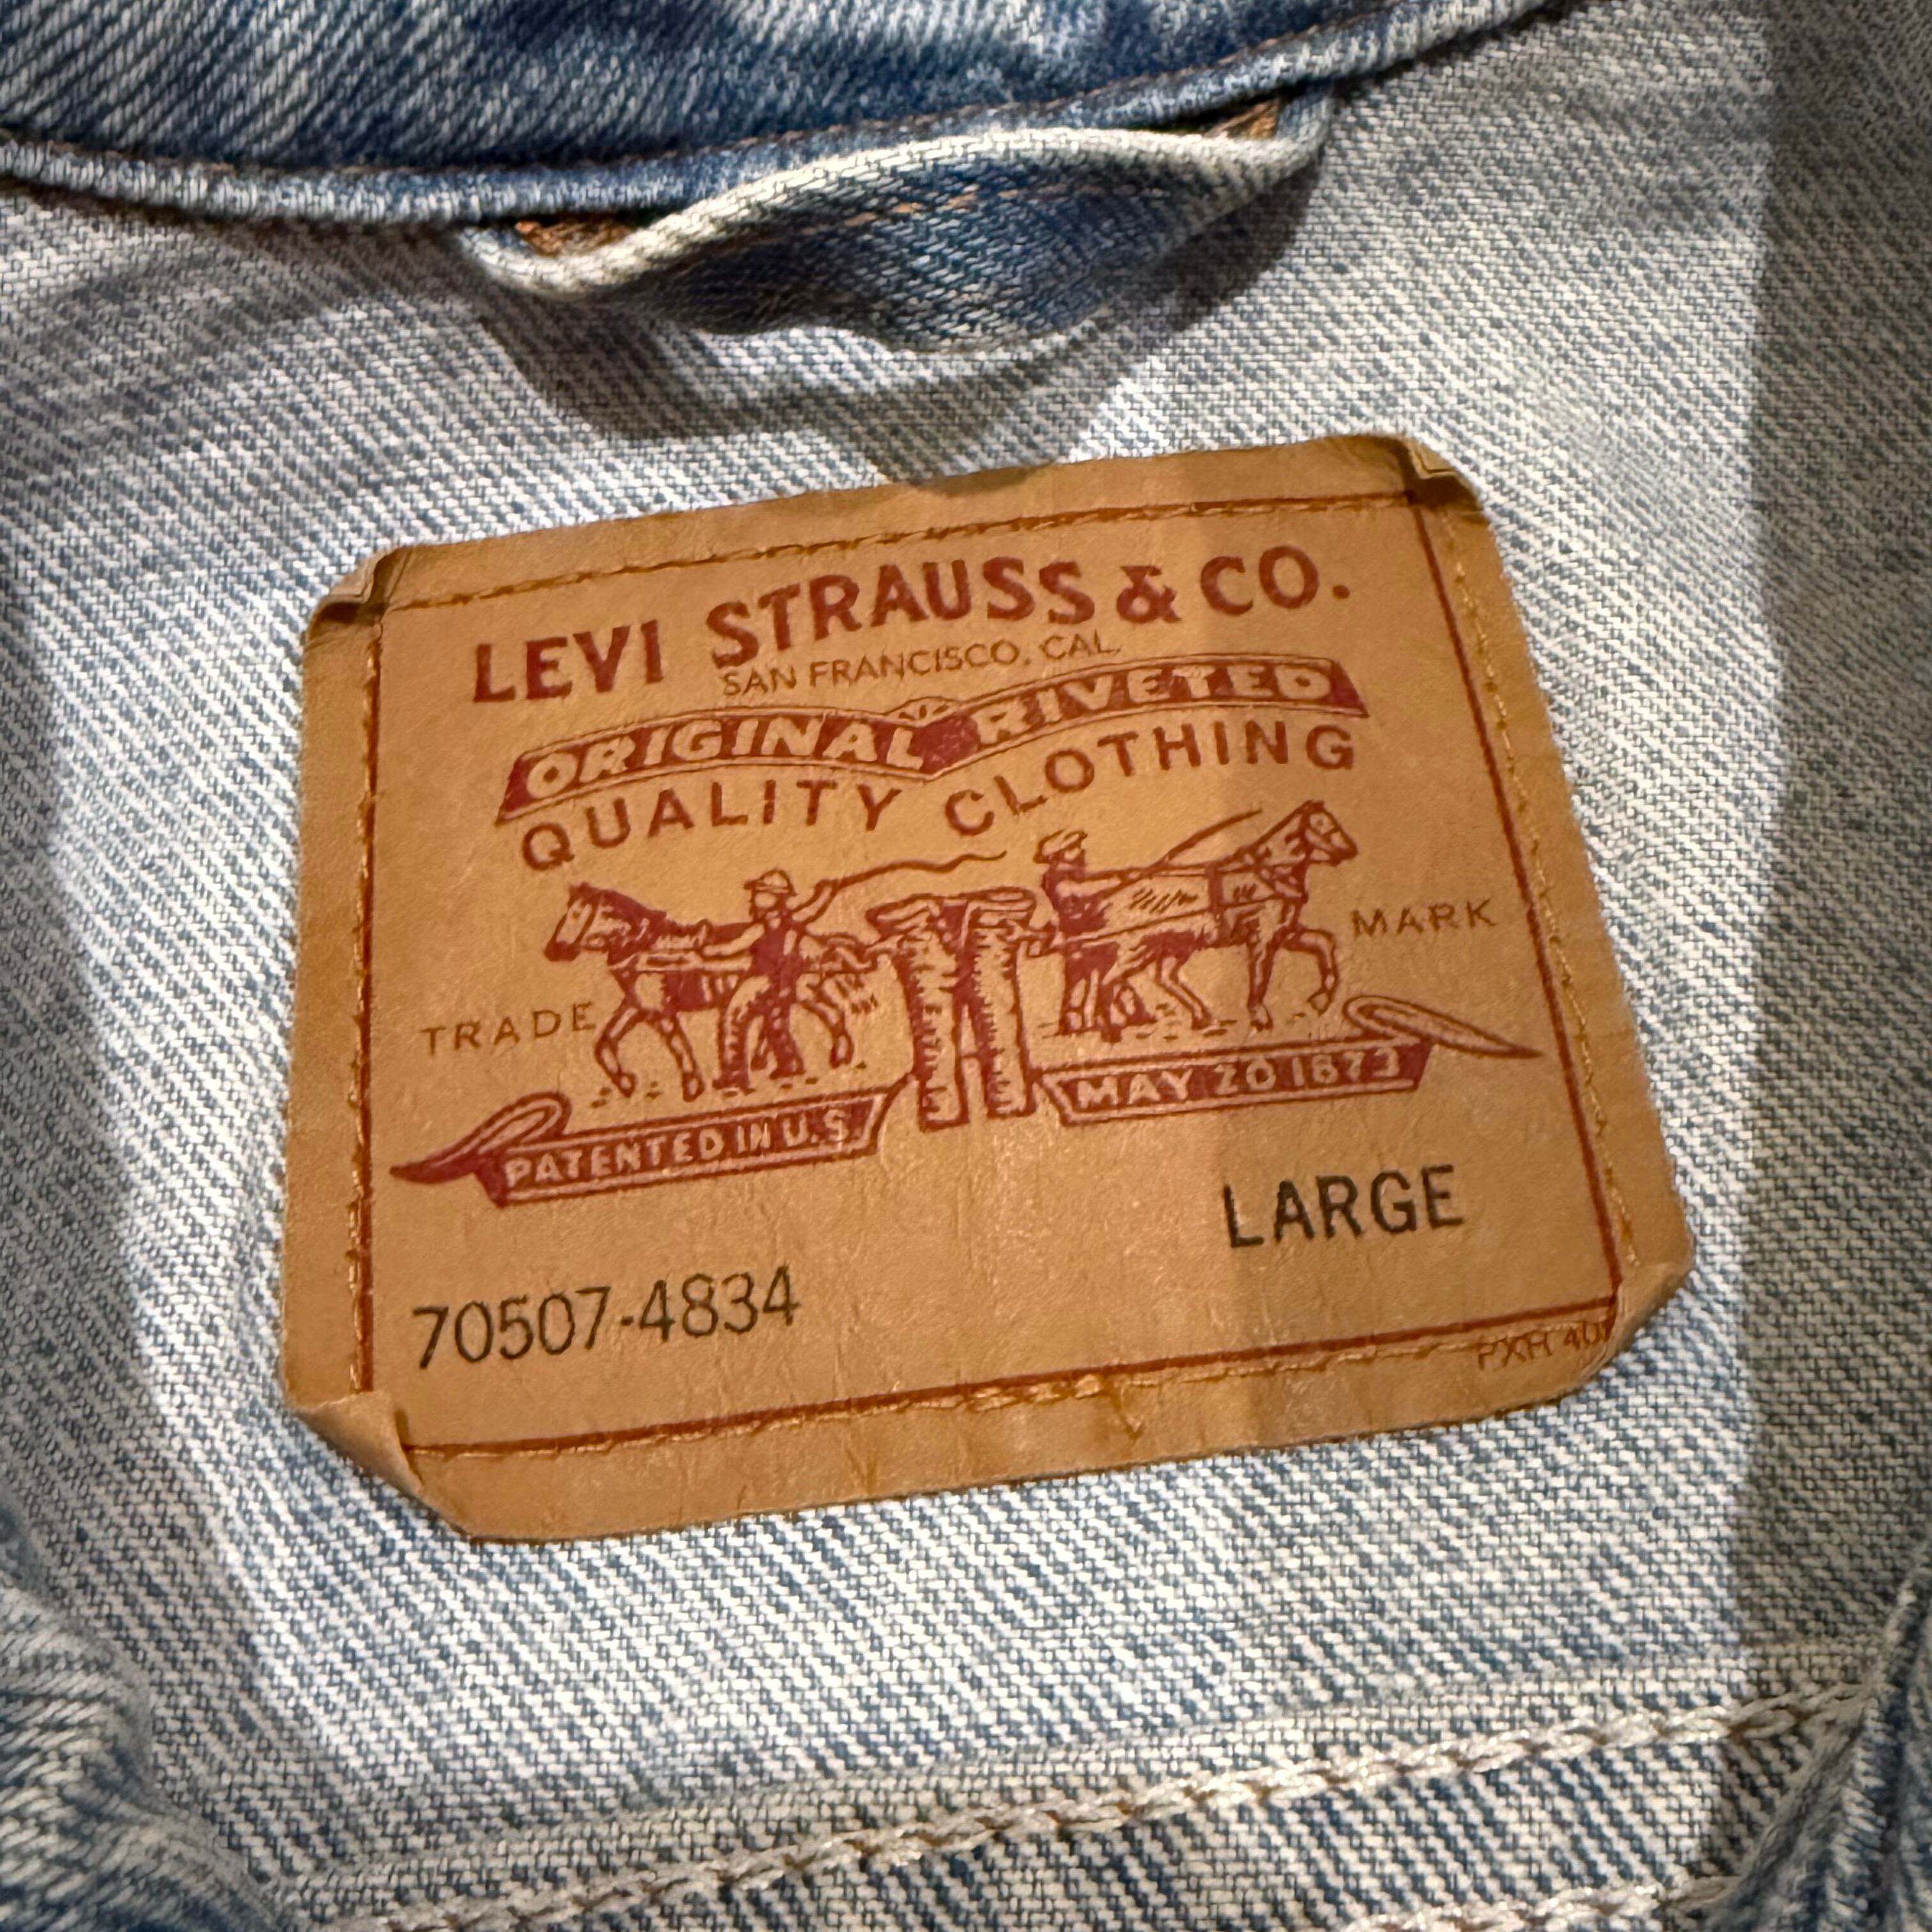 LEVI STRAUSS & CO.
SAN FRANCISCO, CAL.
ORIGINAL RIVETED
QUALITY CLOTHING
TRADE MARK
PATENTED IN U.S. MAY 20 1873
LARGE
70507-4834